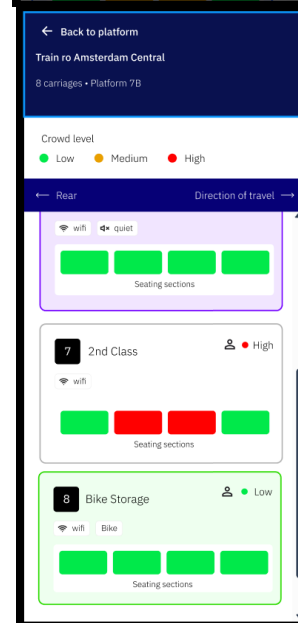 ← Back to platform
Train ro Amsterdam Central
8 carriages • Platform 7B
Crowd level
Low Medium High
← Rear Direction of travel →
wifi quiet
Seating sections
7 2nd Class High
wifi
Seating sections
8 Bike Storage Low
wifi Bike
Seating sections